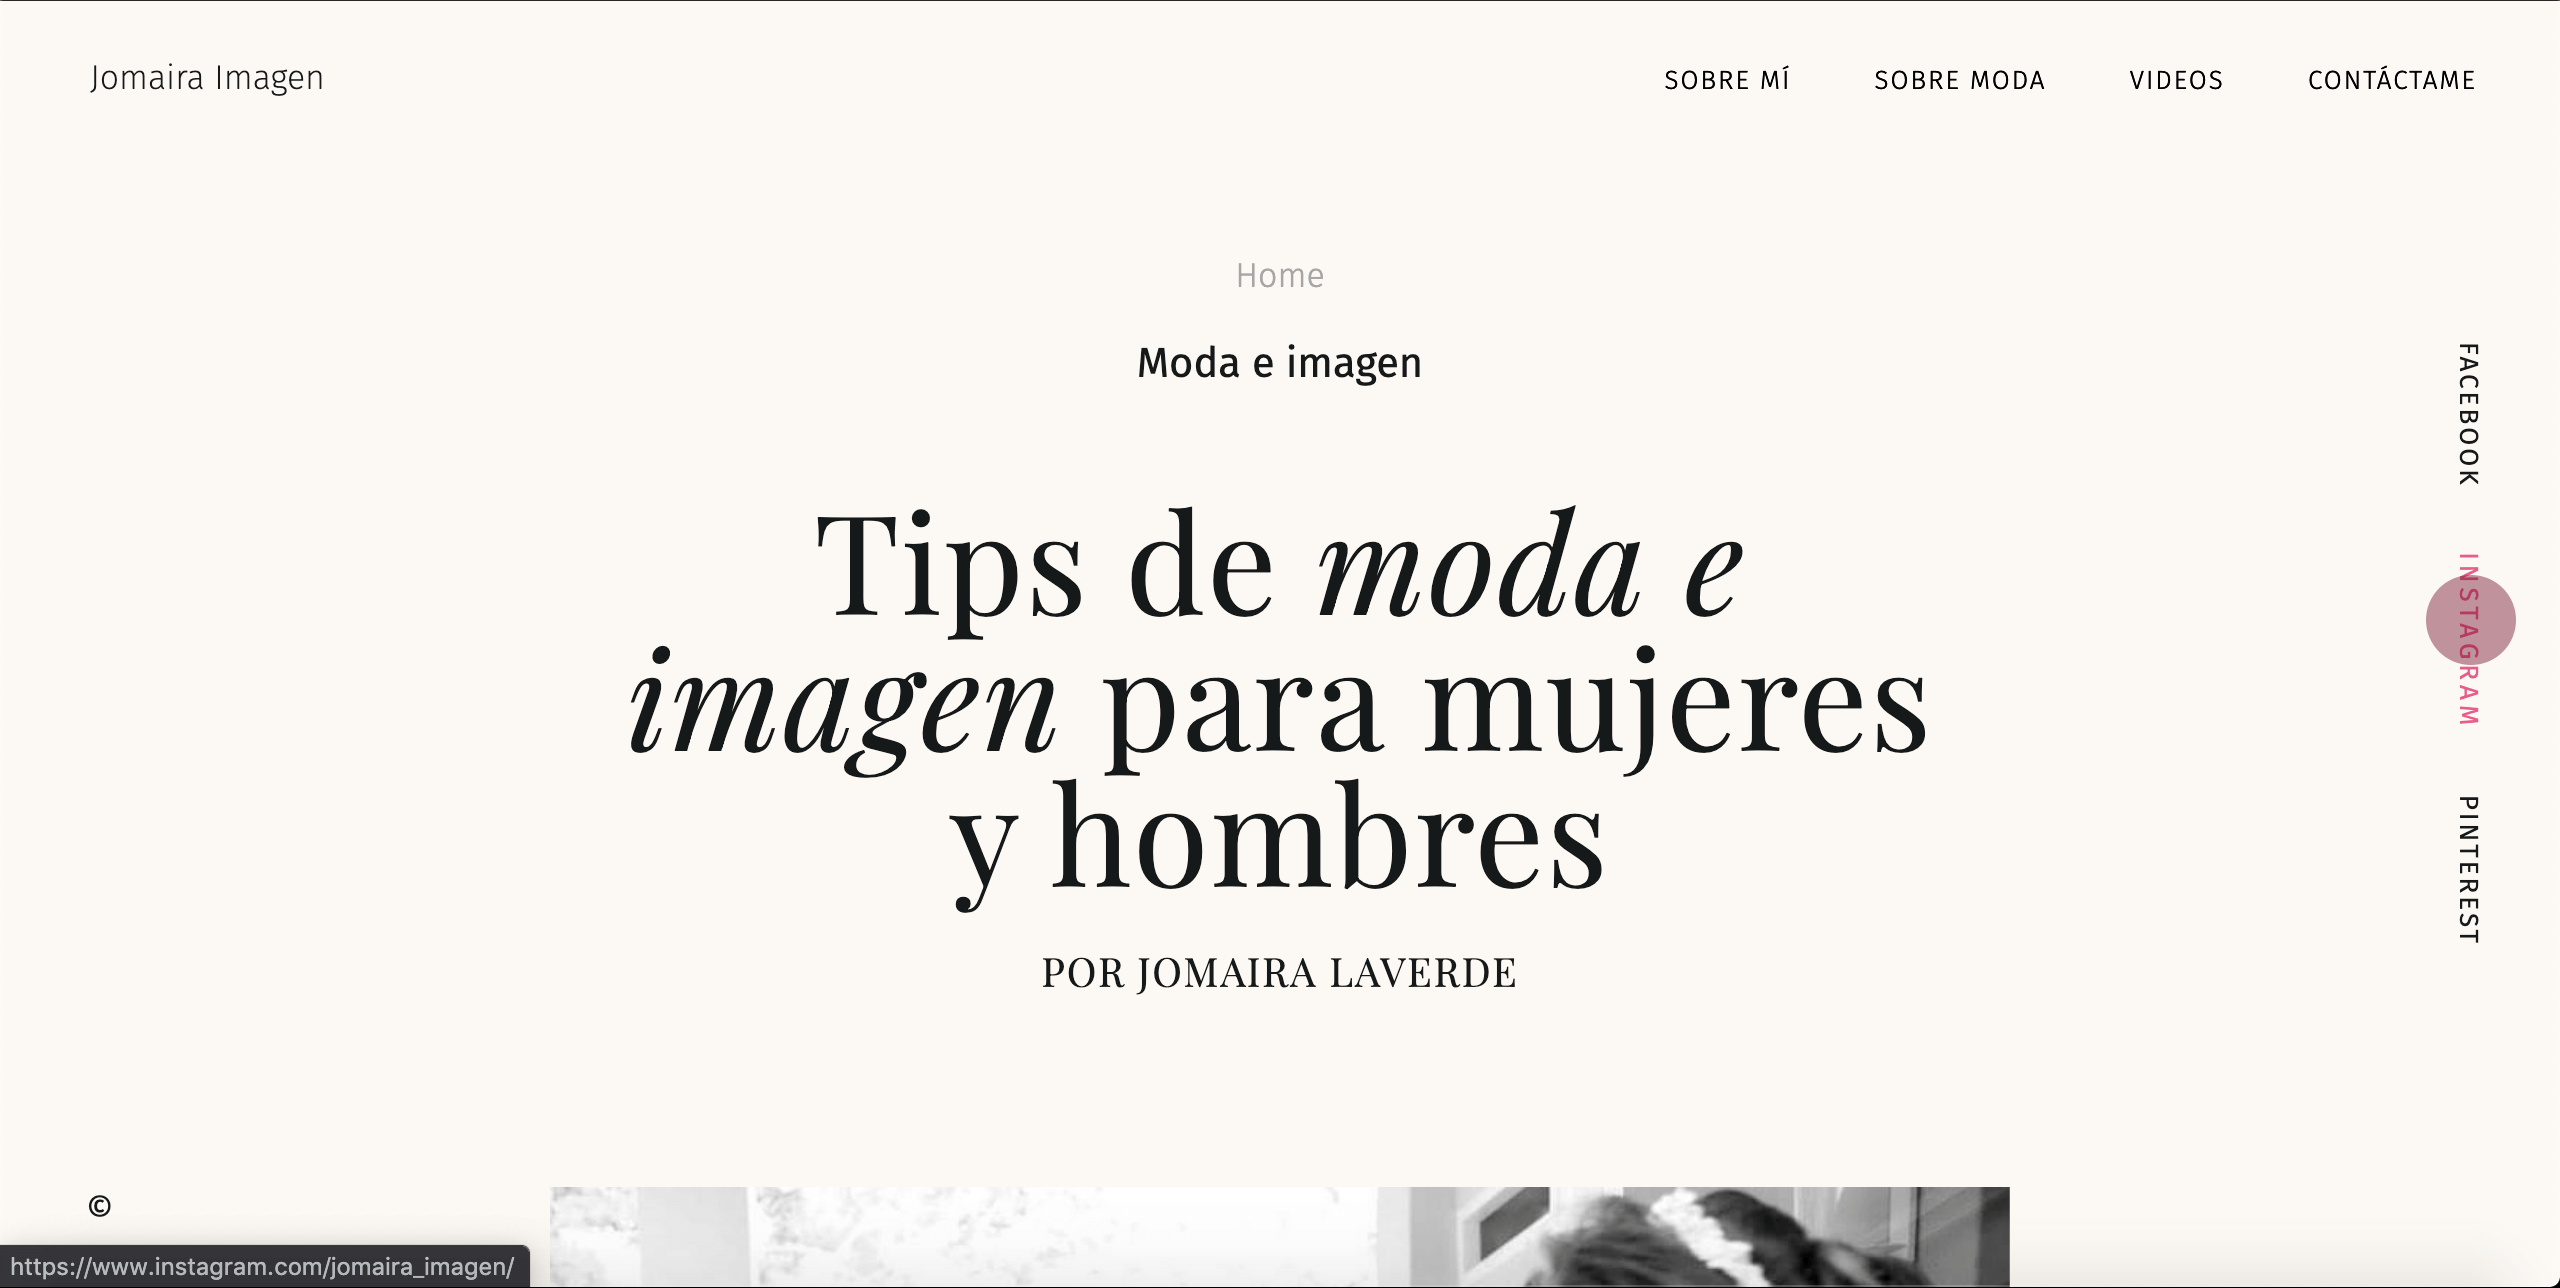 Jomaira Imagen
SOBRE MÍ
SOBRE MODA
VIDEOS
CONTÁCTAME
Home
Moda e imagen
Tips de moda e
imagen para mujeres
y hombres
POR JOMAIRA LAVERDE
FACEBOOK
INSTAGRAM
PINTEREST
©
https://www.instagram.com/jomaira_imagen/